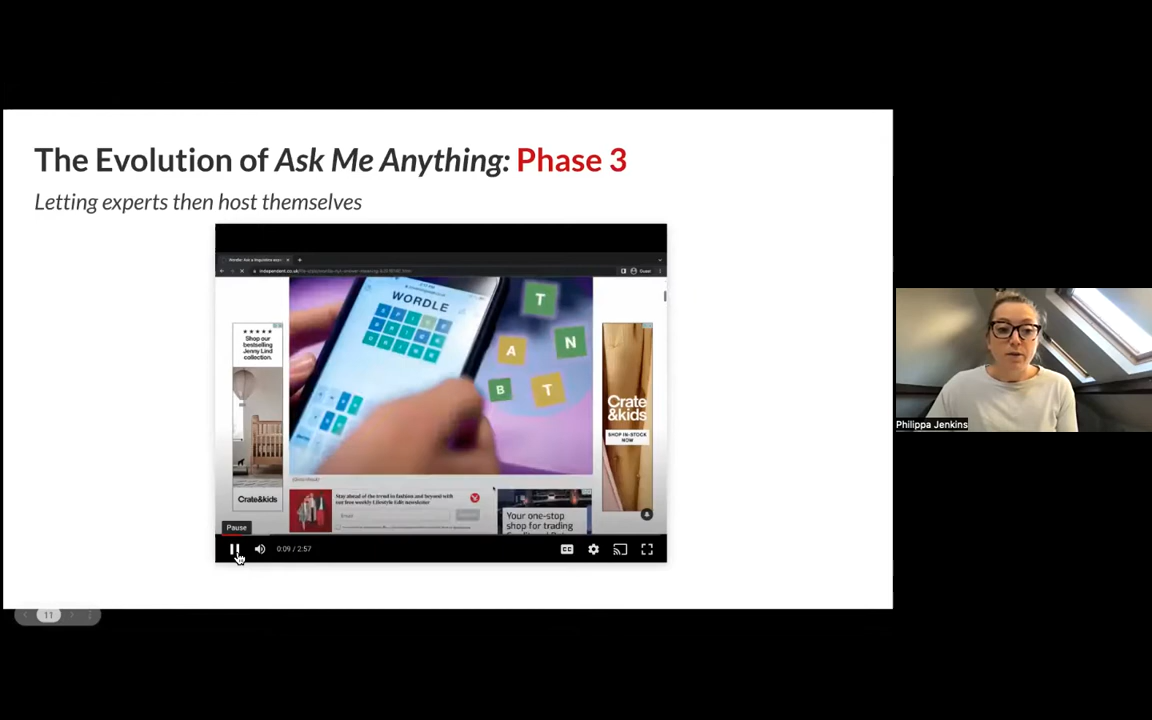 The Evolution of Ask Me Anything: Phase 3
Letting experts then host themselves
Guest
WORDLE
T
A
N
B
T
Shop our
bestselling
Jenny Lind
collection.
Crate&kids
Crate
&kids
SHOP IN-STOCK
NOW
Stay ahead of the trend in fashion and beyond with
our free weekly Lifestyle Edit newsletter
Email
Your one-stop
shop for trading
Pause
0:09 / 2:57
CC
11
Philippa Jenkins